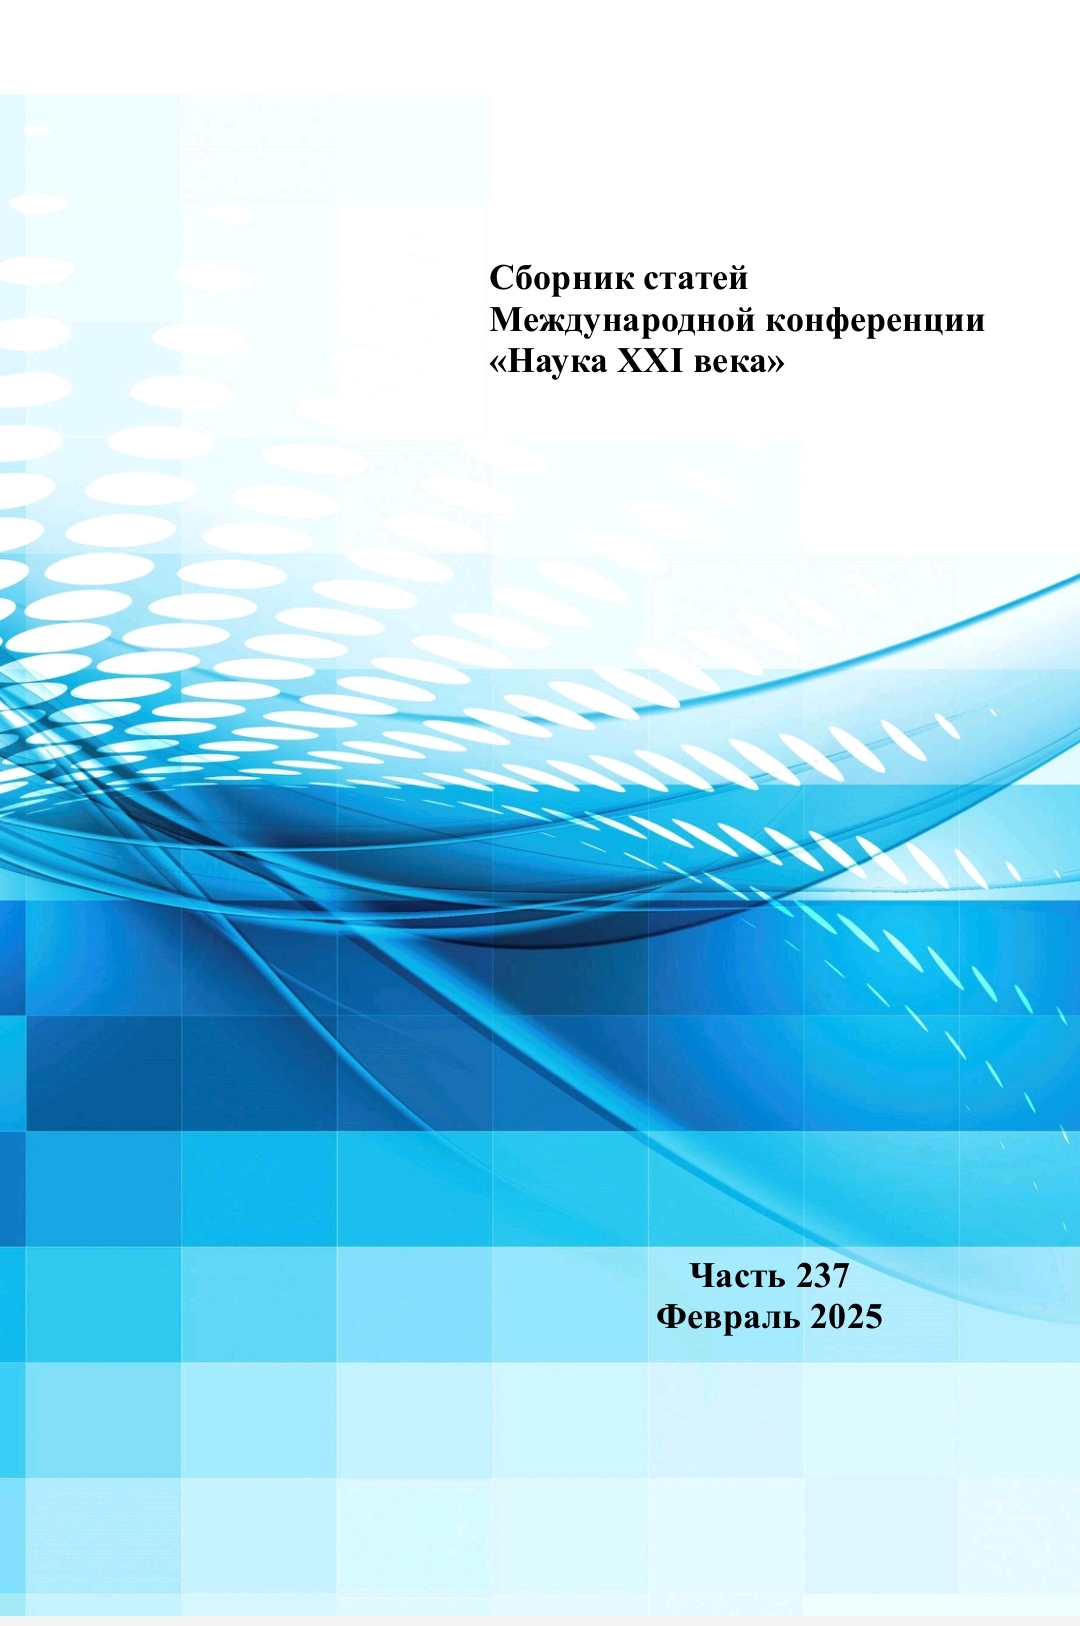 Сборник статей
Международной конференции
«Наука XXI века»
Часть 237
Февраль 2025